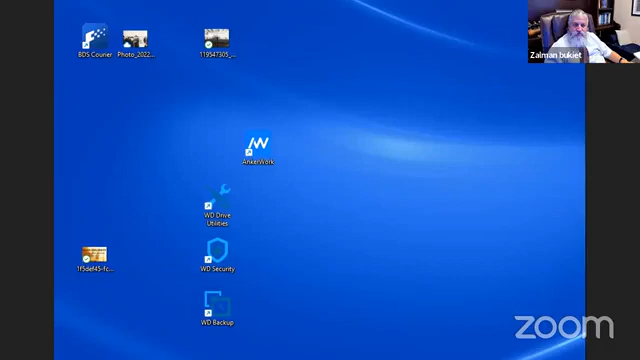 BDS Courier
Photo_2022...
119547305_...
Zalman bukiet
AnkerWork
WD Drive
Utilities
1f5def45-fc...
WD Security
WD Backup
zoom